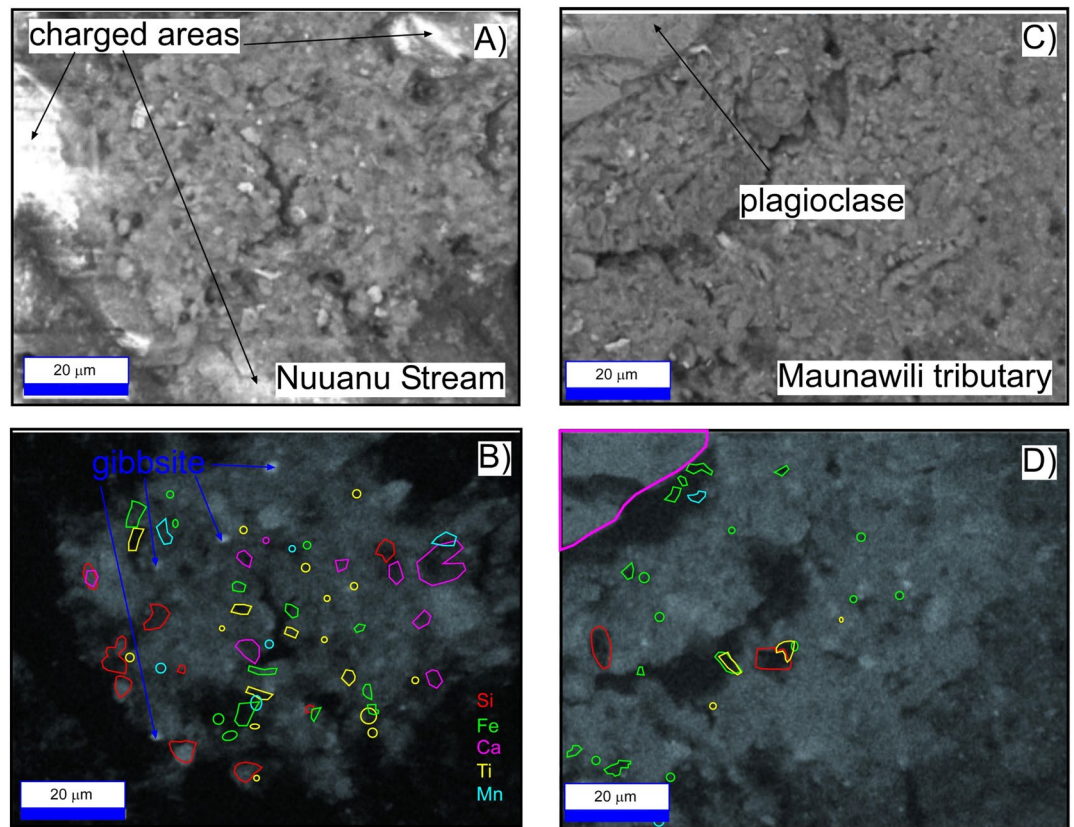 charged areas
A)
20 μm
Nuuanu Stream
C)
plagioclase
20 μm
Maunawili tributary
gibbsite
B)
Si
Fe
Ca
Ti
Mn
20 μm
D)
20 μm